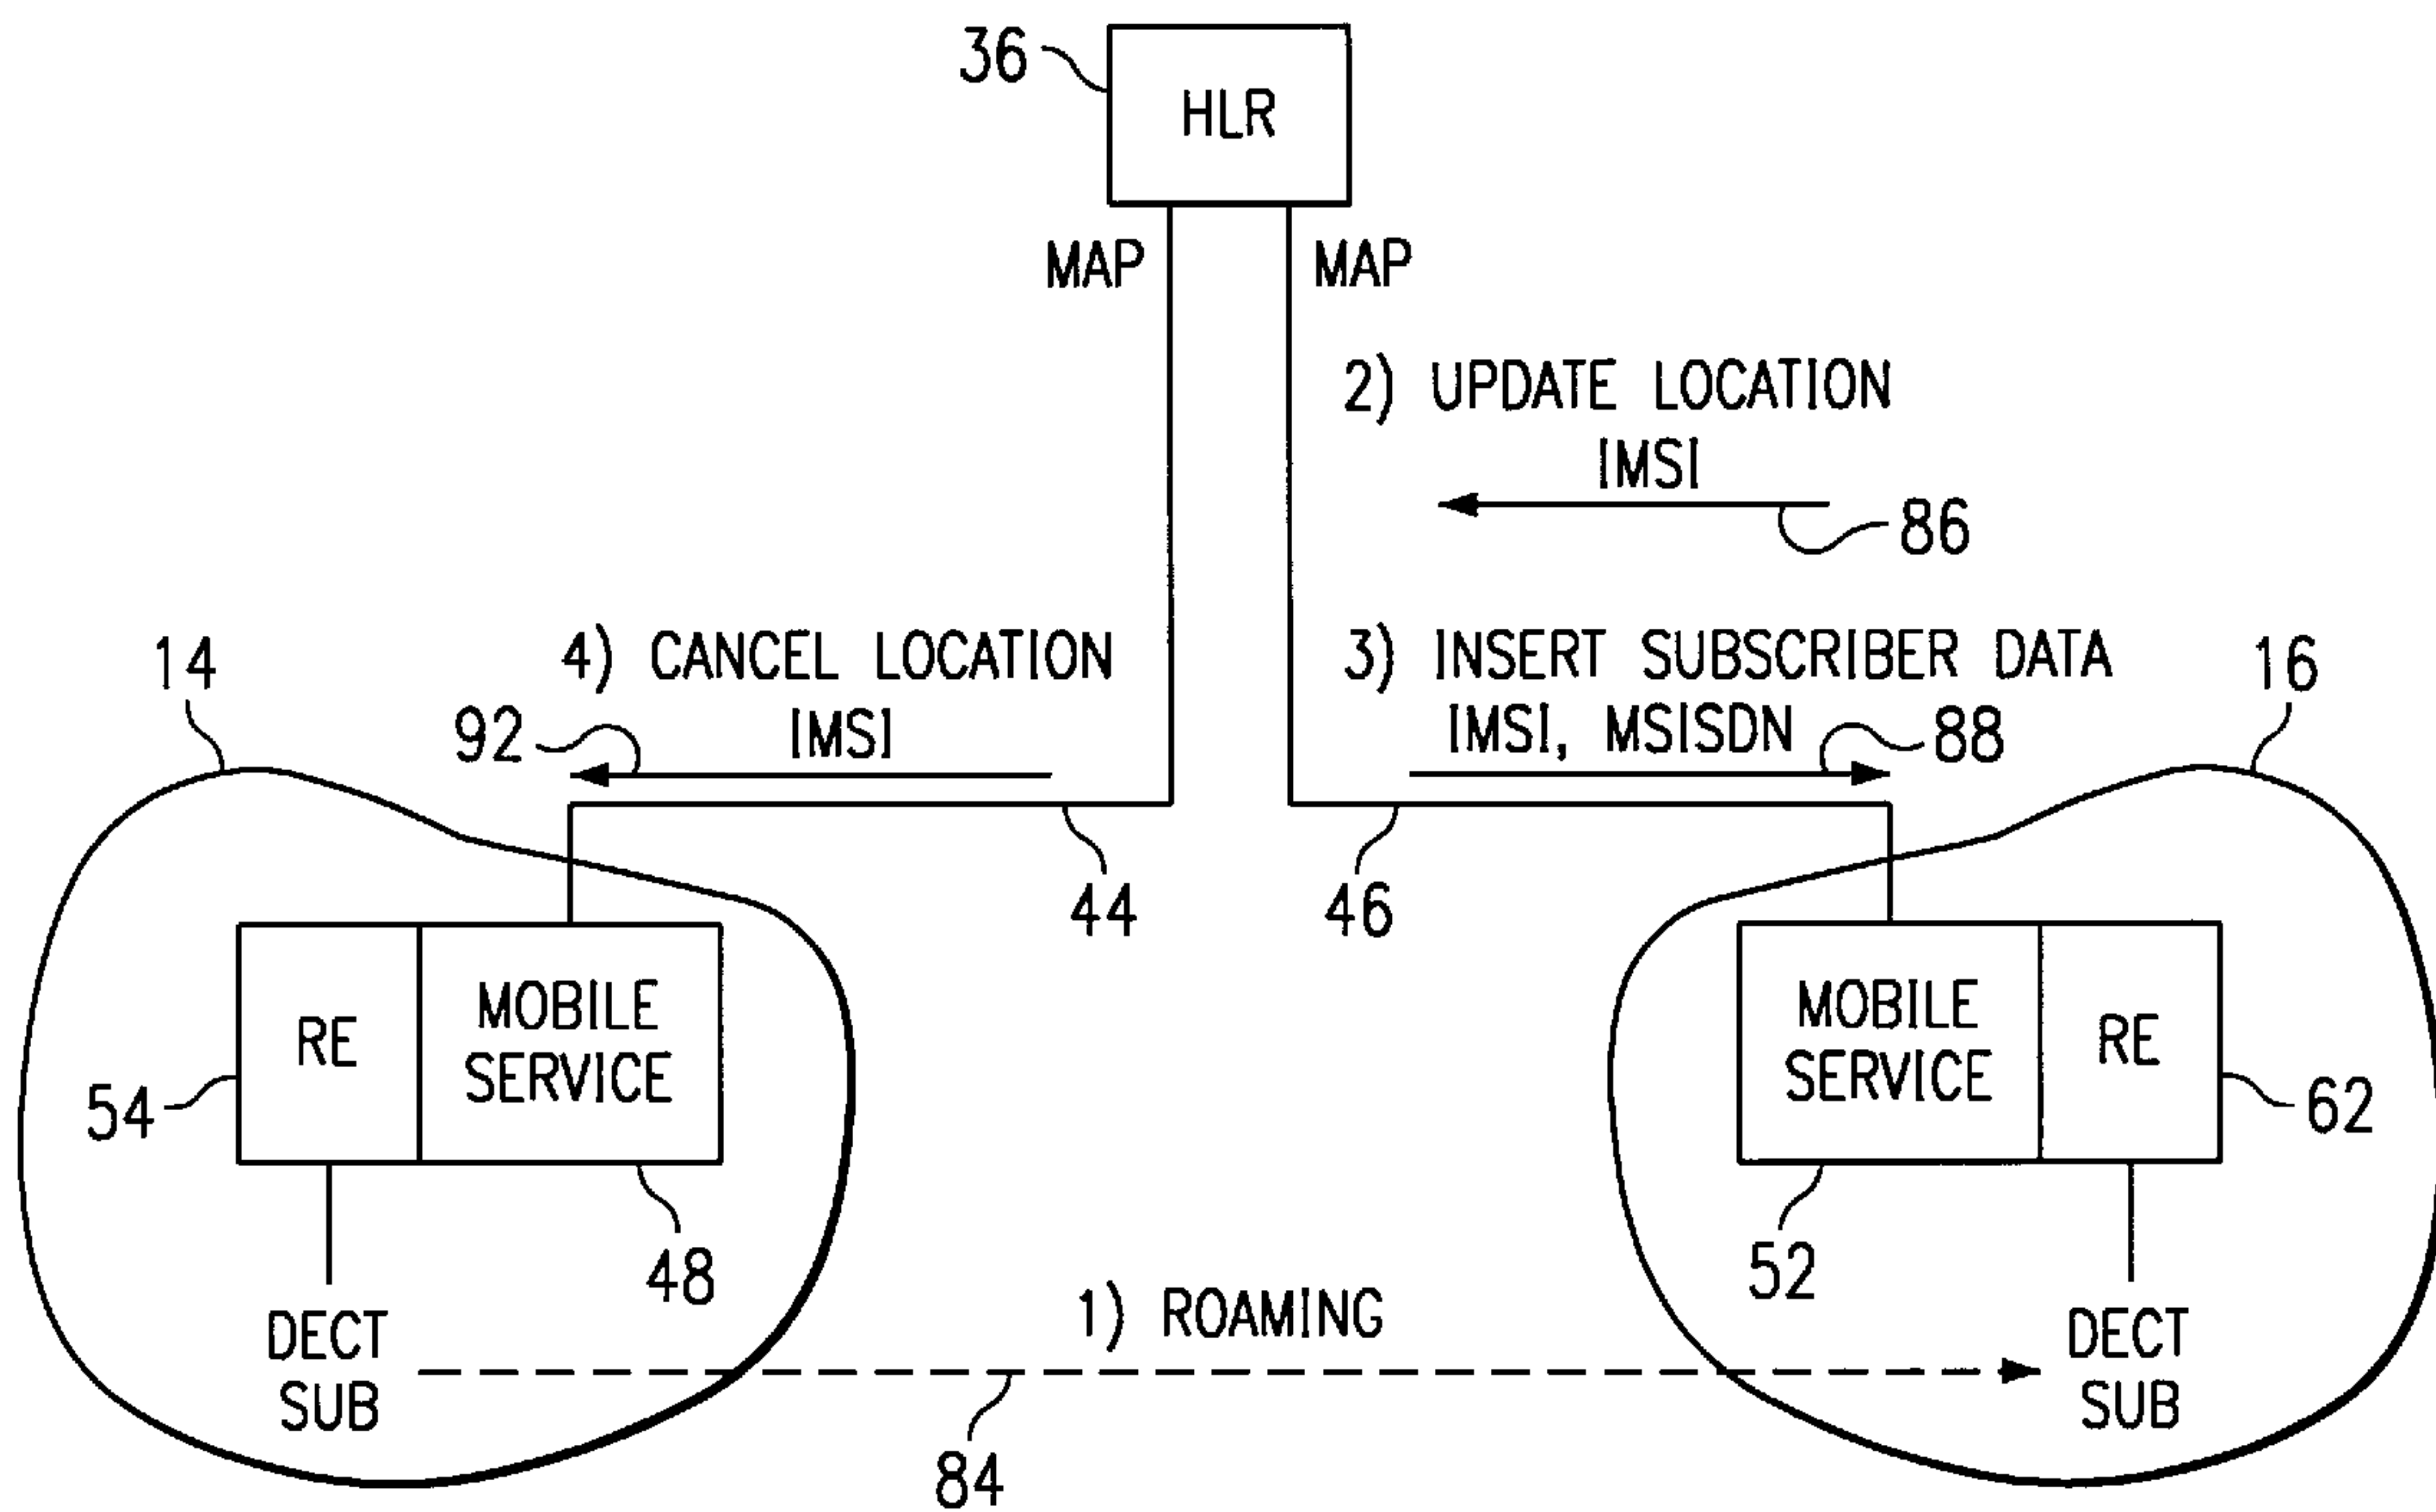 36
HLR
MAP
MAP
2) UPDATE LOCATION
IMSI
86
14
4) CANCEL LOCATION
IMSI
92
3) INSERT SUBSCRIBER DATA
IMSI, MSISDN
88
16
44
46
54
RE
MOBILE
SERVICE
48
MOBILE
SERVICE
RE
62
52
DECT
SUB
1) ROAMING
84
DECT
SUB